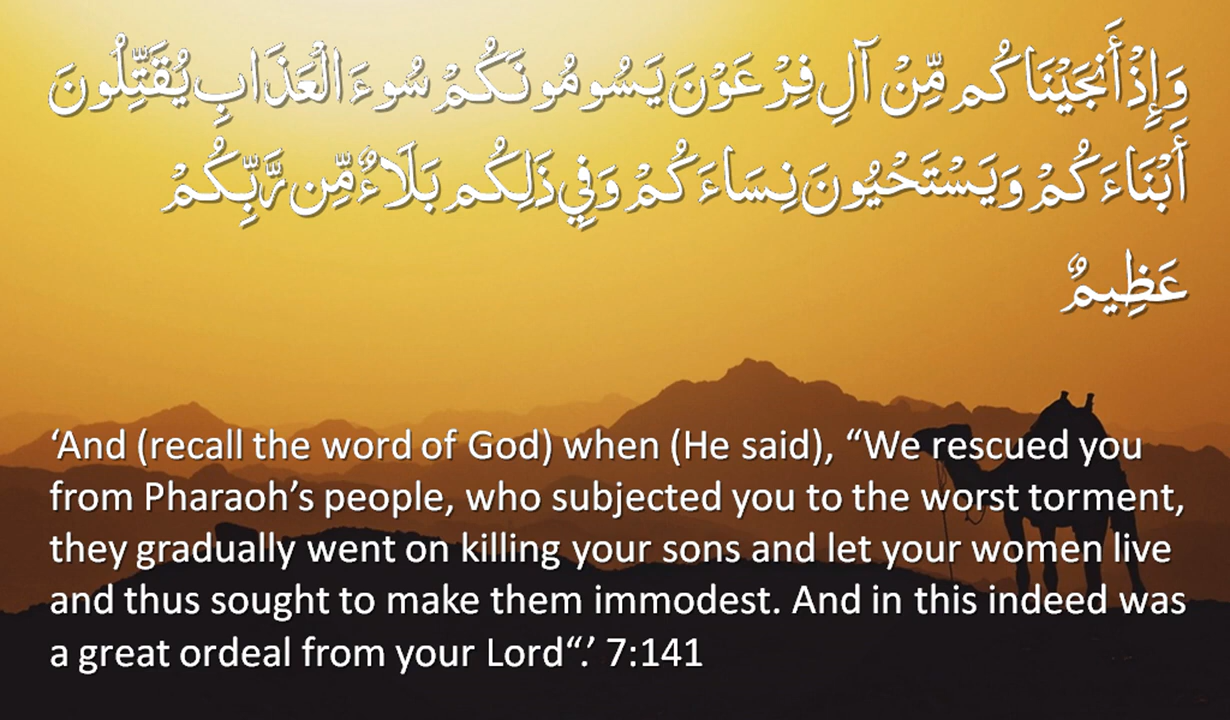 وَإِذْ أَنجَيْنَاكُم مِّنْ آلِ فِرْعَوْنَ يَسُومُونَكُمْ سُوءَ الْعَذَابِ يُقَتِّلُونَ
أَبْنَاءَكُمْ وَيَسْتَحْيُونَ نِسَاءَكُمْ وَفِي ذَٰلِكُم بَلَاءٌ مِّن رَّبِّكُمْ
عَظِيمٌ
‘And (recall the word of God) when (He said), “We rescued you
from Pharaoh’s people, who subjected you to the worst torment,
they gradually went on killing your sons and let your women live
and thus sought to make them immodest. And in this indeed was
a great ordeal from your Lord“.’ 7:141